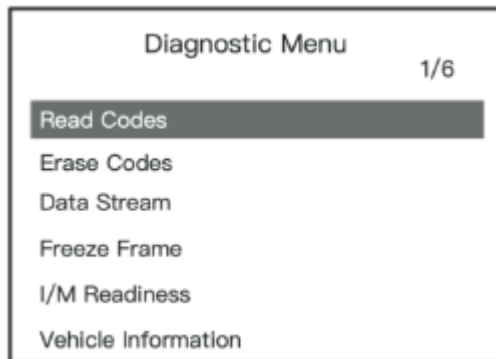 Diagnostic Menu
1/6
Read Codes
Erase Codes
Data Stream
Freeze Frame
I/M Readiness
Vehicle Information